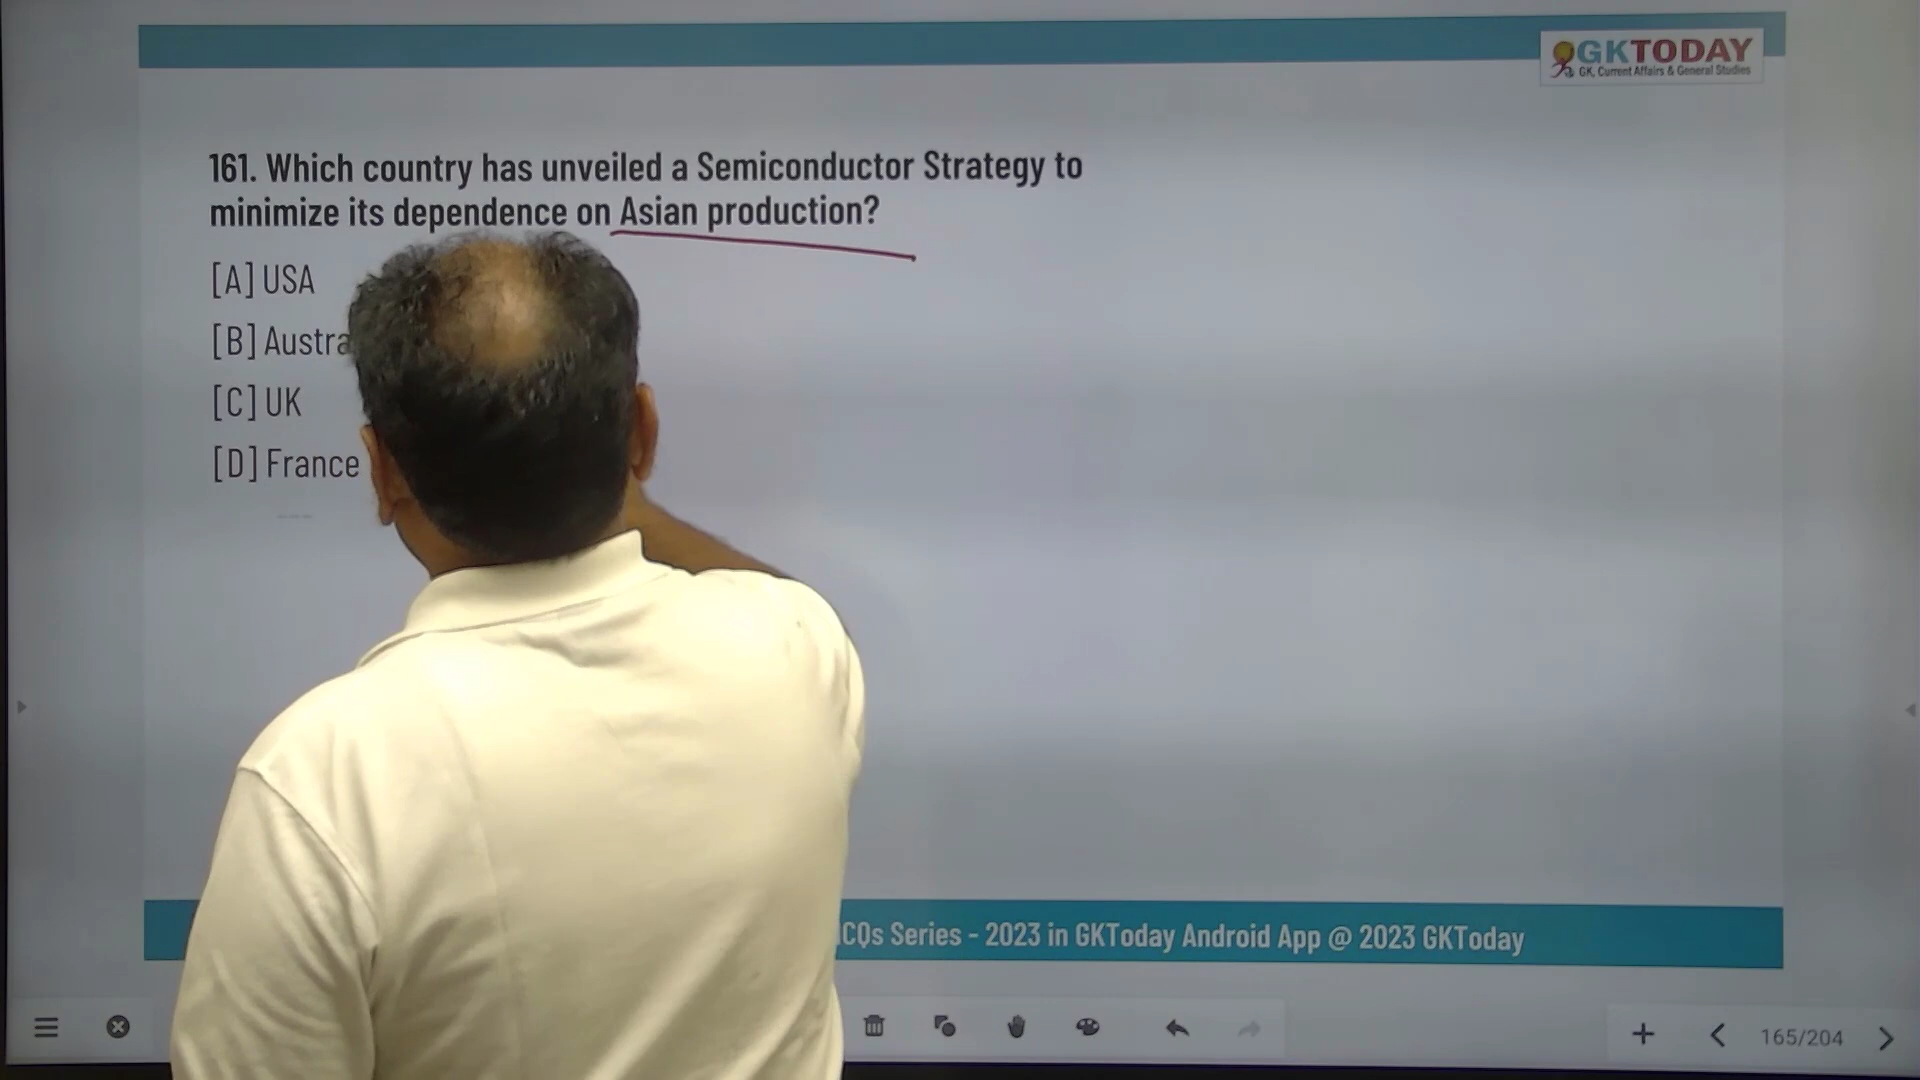 GKTODAY
GK, Current Affairs & General Studies
161. Which country has unveiled a Semiconductor Strategy to
minimize its dependence on Asian production?
[A] USA
[B] Austra
[C] UK
[D] France
CQs Series - 2023 in GKToday Android App @ 2023 GKToday
165/204